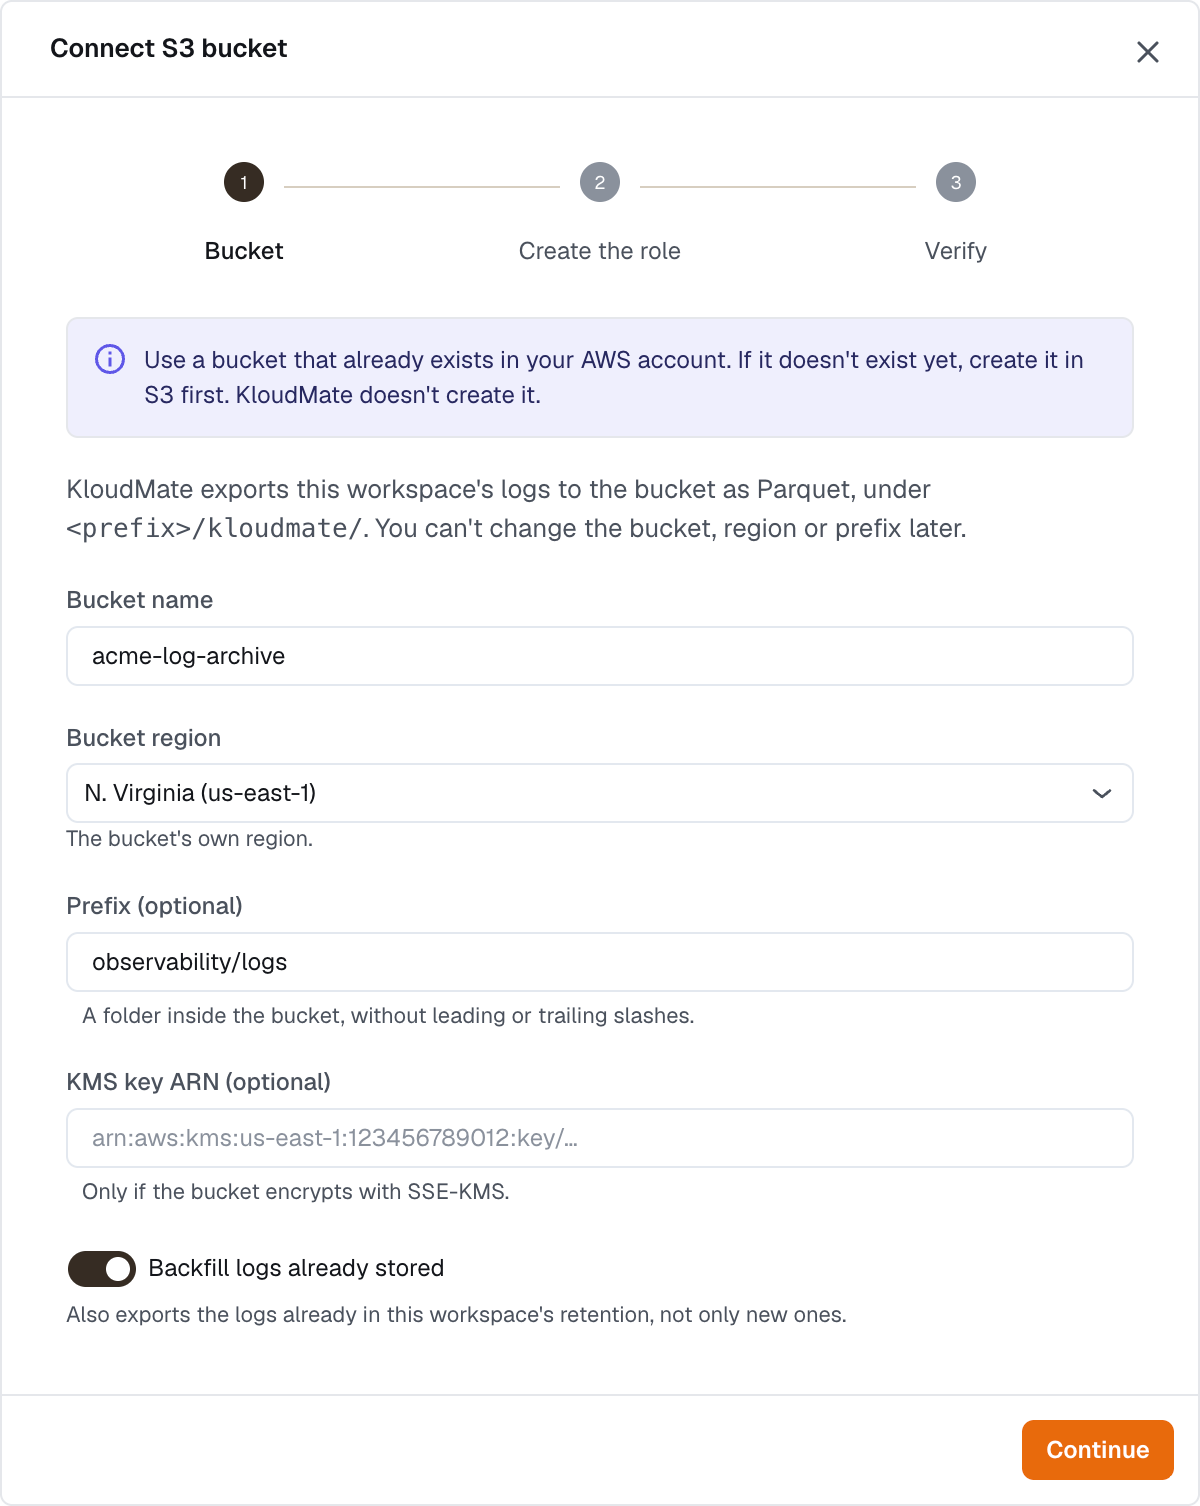 Connect S3 bucket
1
2
3
Bucket
Create the role
Verify
Use a bucket that already exists in your AWS account. If it doesn't exist yet, create it in
S3 first. KloudMate doesn't create it.
KloudMate exports this workspace's logs to the bucket as Parquet, under
<prefix>/kloudmate/. You can't change the bucket, region or prefix later.
Bucket name
acme-log-archive
Bucket region
N. Virginia (us-east-1)
The bucket's own region.
Prefix (optional)
observability/logs
A folder inside the bucket, without leading or trailing slashes.
KMS key ARN (optional)
arn:aws:kms:us-east-1:123456789012:key/...
Only if the bucket encrypts with SSE-KMS.
Backfill logs already stored
Also exports the logs already in this workspace's retention, not only new ones.
Continue